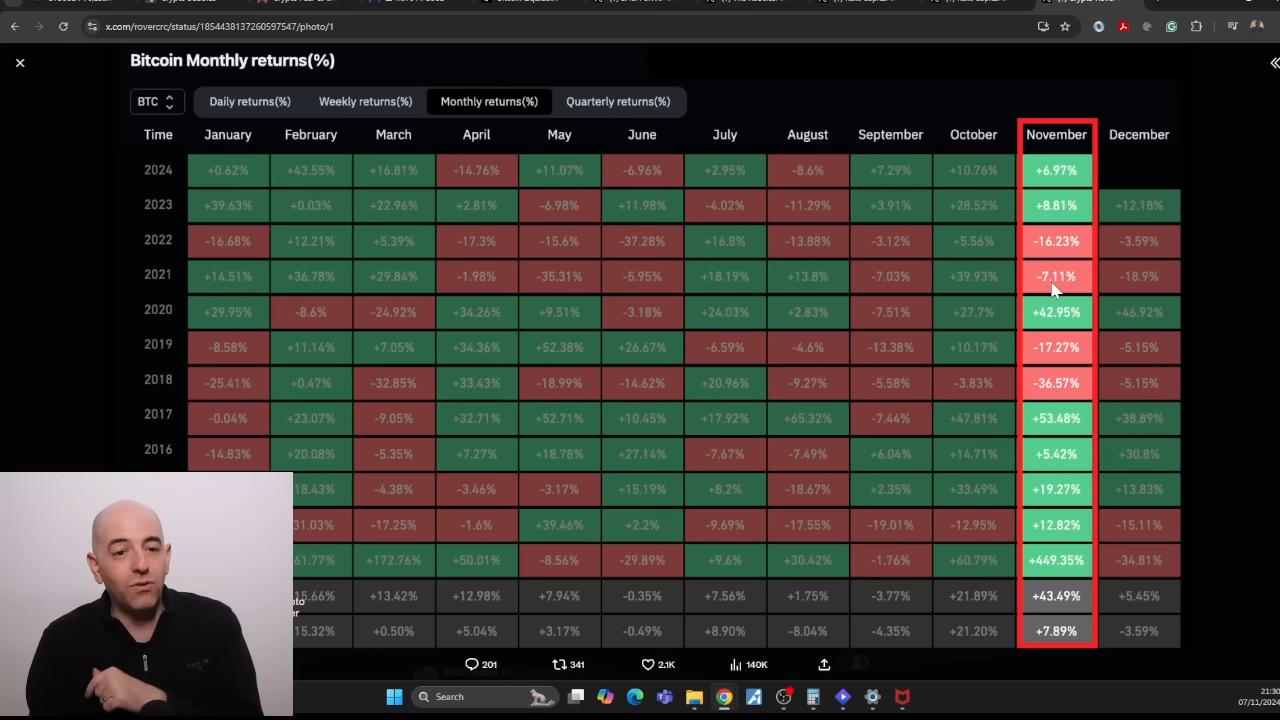 x.com/rovercrc/status/1854438137260597547/photo/1
Bitcoin Monthly returns(%)
BTC Daily returns(%) Weekly returns(%) Monthly returns(%) Quarterly returns(%)
Time January February March April May June July August September October November December
2024 +0.62% +43.55% +16.81% -14.76% +11.07% -6.96% +2.95% -8.6% +7.29% +10.76% +6.97%
2023 +39.63% +0.03% +22.96% +2.81% -6.98% +11.98% -4.02% -11.29% +3.91% +28.52% +8.81% +12.18%
2022 -16.68% +12.21% +5.39% -17.3% -15.6% -37.28% +16.8% -13.88% -3.12% +5.56% -16.23% -3.59%
2021 +14.51% +36.78% +29.84% -1.98% -35.31% -5.95% +18.19% +13.8% -7.03% +39.93% -7.11% -18.9%
2020 +29.95% -8.6% -24.92% +34.26% +9.51% -3.18% +24.03% +2.83% -7.51% +27.7% +42.95% +46.92%
2019 -8.58% +11.14% +7.05% +34.36% +52.38% +26.67% -6.59% -4.6% -13.38% +10.17% -17.27% -5.15%
2018 -25.41% +0.47% -32.85% +33.43% -18.99% -14.62% +20.96% -9.27% -5.58% -3.83% -36.57% -5.15%
2017 -0.04% +23.07% -9.05% +32.71% +52.71% +10.45% +17.92% +65.32% -7.44% +47.81% +53.48% +38.89%
2016 -14.83% +20.08% -5.35% +7.27% +18.78% +27.14% -7.67% -7.49% +6.04% +14.71% +5.42% +30.8%
18.43% -4.38% -3.46% -3.17% +15.19% +8.2% -18.67% +2.35% +33.49% +19.27% +13.83%
31.03% -17.25% -1.6% +39.46% +2.2% -9.69% -17.55% -19.01% -12.95% +12.82% -15.11%
61.77% +172.76% +50.01% -8.56% -29.89% +9.6% +30.42% -1.76% +60.79% +449.35% -34.81%
15.66% +13.42% +12.98% +7.94% -0.35% +7.56% +1.75% -3.77% +21.89% +43.49% +5.45%
15.32% +0.50% +5.04% +3.17% -0.49% +8.90% -8.04% -4.35% +21.20% +7.89% -3.59%
201 341 2.1K 140K
Search
21:30
07/11/2024